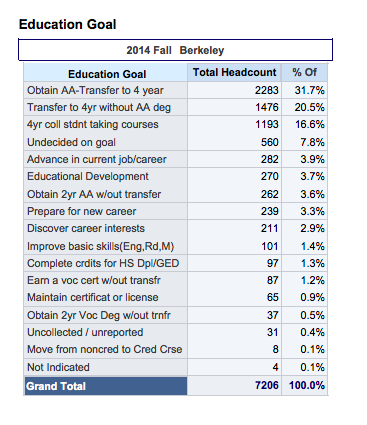 Education Goal
2014 Fall Berkeley
Education Goal Total Headcount % Of
Obtain AA-Transfer to 4 year 2283 31.7%
Transfer to 4yr without AA deg 1476 20.5%
4yr coll stdnt taking courses 1193 16.6%
Undecided on goal 560 7.8%
Advance in current job/career 282 3.9%
Educational Development 270 3.7%
Obtain 2yr AA w/out transfer 262 3.6%
Prepare for new career 239 3.3%
Discover career interests 211 2.9%
Improve basic skills(Eng,Rd,M) 101 1.4%
Complete crdits for HS Dpl/GED 97 1.3%
Earn a voc cert w/out transfr 87 1.2%
Maintain certificat or license 65 0.9%
Obtain 2yr Voc Deg w/out trnfr 37 0.5%
Uncollected / unreported 31 0.4%
Move from noncred to Cred Crse 8 0.1%
Not Indicated 4 0.1%
Grand Total 7206 100.0%